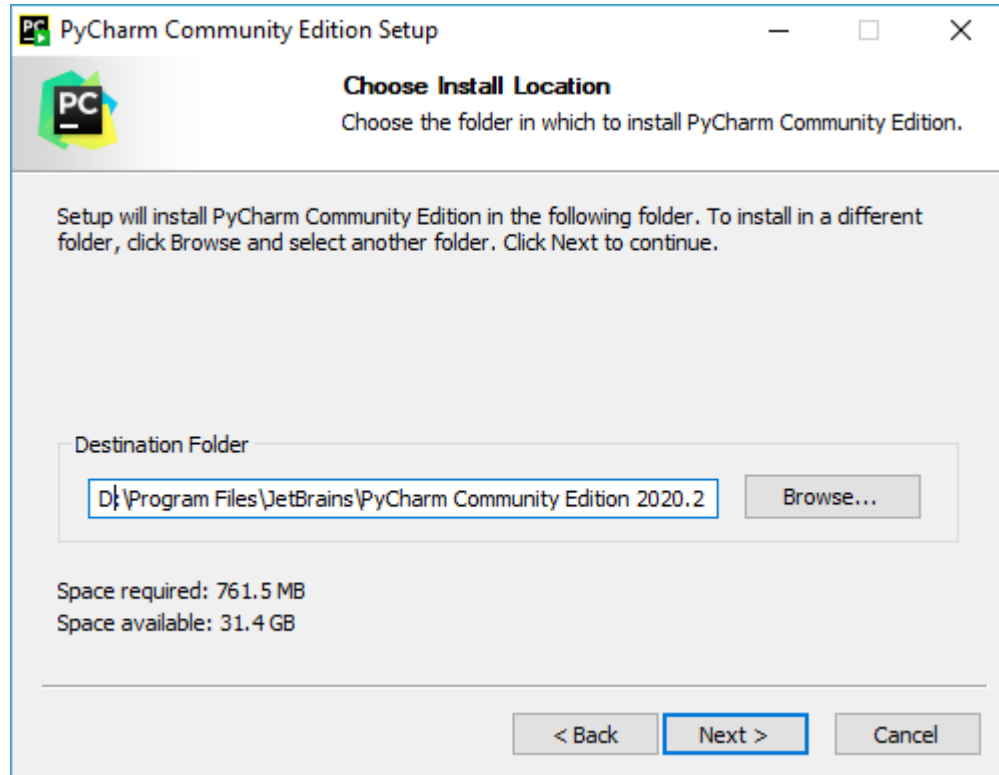 PyCharm Community Edition Setup
PC
Choose Install Location
Choose the folder in which to install PyCharm Community Edition.
Setup will install PyCharm Community Edition in the following folder. To install in a different
folder, click Browse and select another folder. Click Next to continue.
Destination Folder
D:\Program Files\JetBrains\PyCharm Community Edition 2020.2
Browse...
Space required: 761.5 MB
Space available: 31.4 GB
< Back
Next >
Cancel